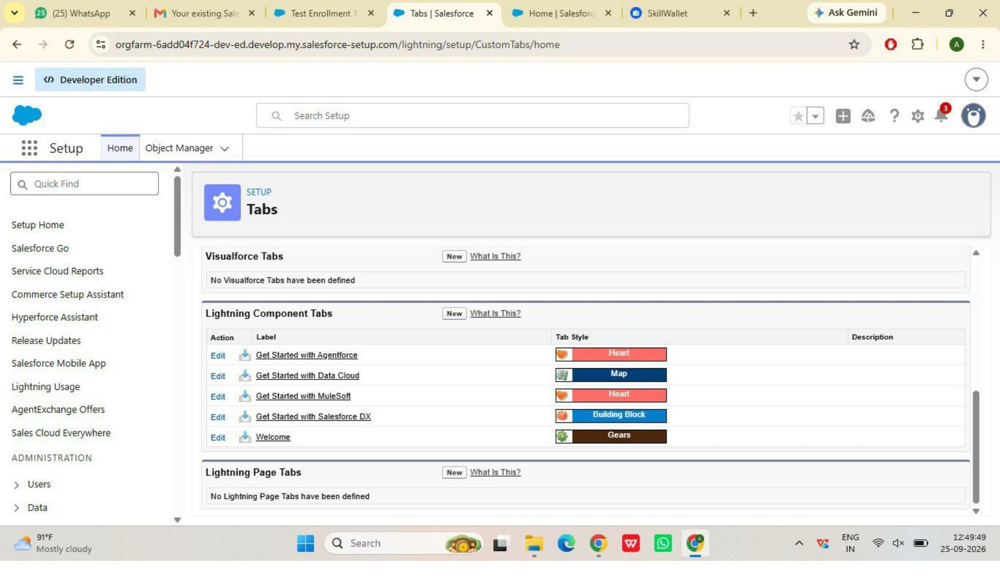 25 (25) WhatsApp
Your existing Sale
Test Enrollment 1
Tabs | Salesforce
Home | Salesforc
SkillWallet
Ask Gemini
orgfarm-6add04f724-dev-ed.develop.my.salesforce-setup.com/lightning/setup/CustomTabs/home
A
</> Developer Edition
Search Setup
3
Setup
Home
Object Manager
Quick Find
Setup Home
Salesforce Go
Service Cloud Reports
Commerce Setup Assistant
Hyperforce Assistant
Release Updates
Salesforce Mobile App
Lightning Usage
AgentExchange Offers
Sales Cloud Everywhere
ADMINISTRATION
Users
Data
SETUP
Tabs
Visualforce Tabs New What Is This?
No Visualforce Tabs have been defined
Lightning Component Tabs New What Is This?
Action Label Tab Style Description
Edit Get Started with Agentforce Heart
Edit Get Started with Data Cloud Map
Edit Get Started with MuleSoft Heart
Edit Get Started with Salesforce DX Building Block
Edit Welcome Gears
Lightning Page Tabs New What Is This?
No Lightning Page Tabs have been defined
91°F
Mostly cloudy
Search
W
ENG
IN
12:49:49
25-09-2026